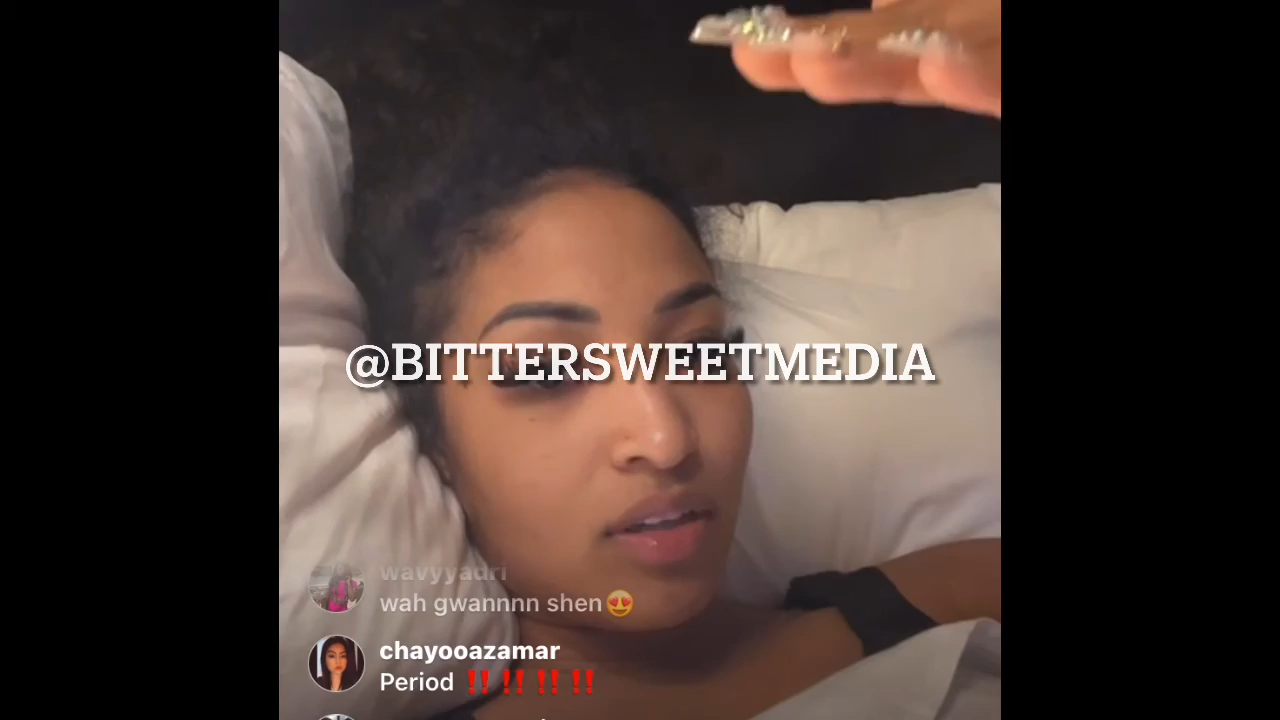 @BITTERSWEETMEDIA
wavyyadri
wah gwannnn shen😍
chayooazamar
Period ‼️ ‼️ ‼️ ‼️